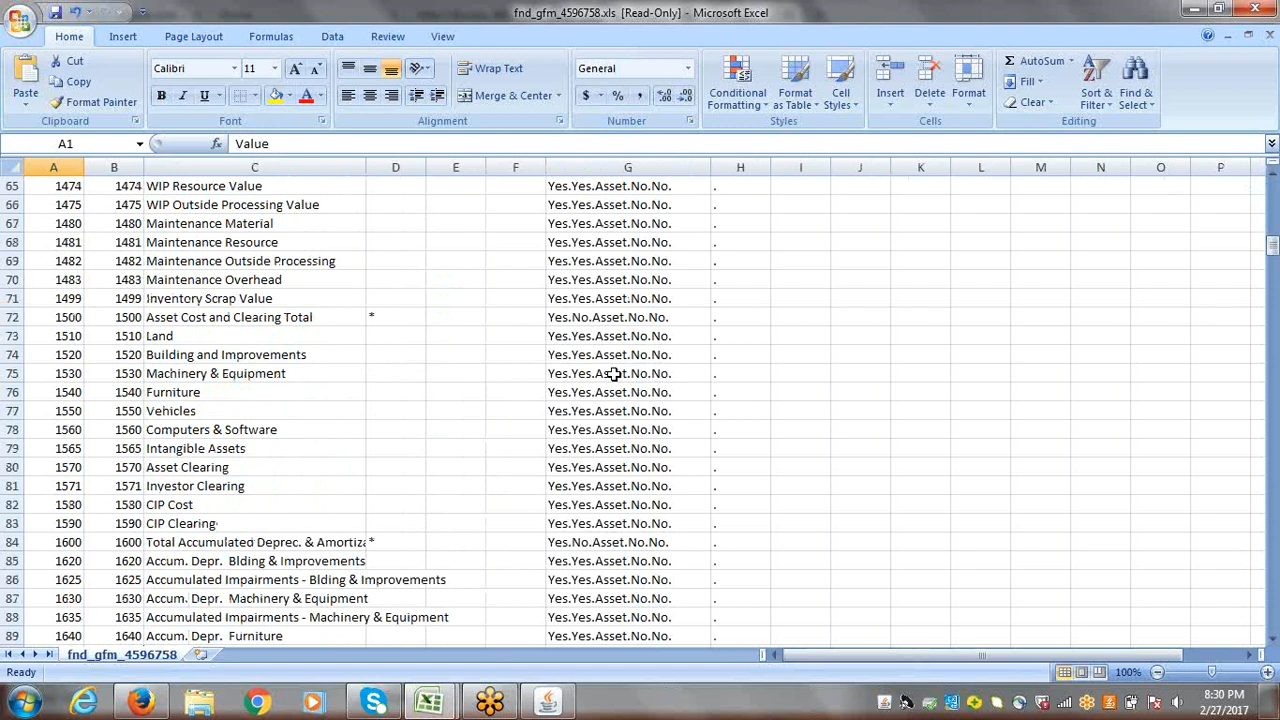 fnd_gfm_4596758.xls [Read-Only] - Microsoft Excel
Home Insert Page Layout Formulas Data Review View
Paste Cut Copy Format Painter Clipboard
Calibri 11 A A B I U A Font
Wrap Text Merge & Center Alignment
General $ % , Number
Conditional Formatting Format as Table Cell Styles Styles
Insert Delete Format Cells
Σ AutoSum Fill Clear Sort & Filter Find & Select Editing
A1 fx Value
A B C D E F G H I J K L M N O P
65 1474 1474 WIP Resource Value Yes.Yes.Asset.No.No. .
66 1475 1475 WIP Outside Processing Value Yes.Yes.Asset.No.No. .
67 1480 1480 Maintenance Material Yes.Yes.Asset.No.No. .
68 1481 1481 Maintenance Resource Yes.Yes.Asset.No.No. .
69 1482 1482 Maintenance Outside Processing Yes.Yes.Asset.No.No. .
70 1483 1483 Maintenance Overhead Yes.Yes.Asset.No.No. .
71 1499 1499 Inventory Scrap Value Yes.Yes.Asset.No.No. .
72 1500 1500 Asset Cost and Clearing Total * Yes.No.Asset.No.No. .
73 1510 1510 Land Yes.Yes.Asset.No.No. .
74 1520 1520 Building and Improvements Yes.Yes.Asset.No.No. .
75 1530 1530 Machinery & Equipment Yes.Yes.Asset.No.No. .
76 1540 1540 Furniture Yes.Yes.Asset.No.No. .
77 1550 1550 Vehicles Yes.Yes.Asset.No.No. .
78 1560 1560 Computers & Software Yes.Yes.Asset.No.No. .
79 1565 1565 Intangible Assets Yes.Yes.Asset.No.No. .
80 1570 1570 Asset Clearing Yes.Yes.Asset.No.No. .
81 1571 1571 Investor Clearing Yes.Yes.Asset.No.No. .
82 1580 1580 CIP Cost Yes.Yes.Asset.No.No. .
83 1590 1590 CIP Clearing Yes.Yes.Asset.No.No. .
84 1600 1600 Total Accumulated Deprec. & Amortiza * Yes.No.Asset.No.No. .
85 1620 1620 Accum. Depr. Blding & Improvements Yes.Yes.Asset.No.No. .
86 1625 1625 Accumulated Impairments - Blding & Improvements Yes.Yes.Asset.No.No. .
87 1630 1630 Accum. Depr. Machinery & Equipment Yes.Yes.Asset.No.No. .
88 1635 1635 Accumulated Impairments - Machinery & Equipment Yes.Yes.Asset.No.No. .
89 1640 1640 Accum. Depr. Furniture Yes.Yes.Asset.No.No. .
fnd_gfm_4596758
Ready 100%
8:30 PM
2/27/2017